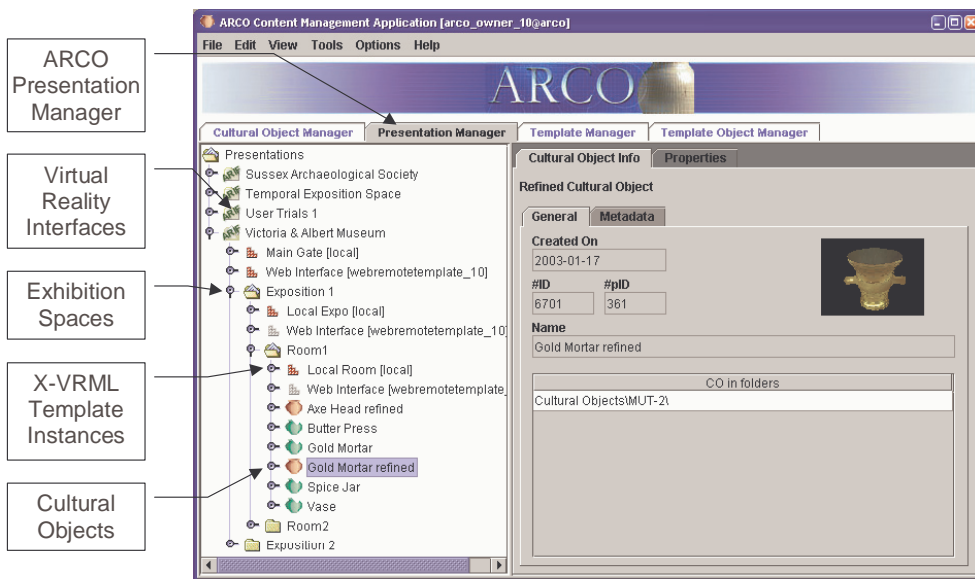 ARCO
Presentation
Manager
Virtual
Reality
Interfaces
Exhibition
Spaces
X-VRML
Template
Instances
Cultural
Objects
ARCO Content Management Application [arco_owner_10@arco]
File Edit View Tools Options Help
ARCO
Cultural Object Manager Presentation Manager Template Manager Template Object Manager
Presentations
Sussex Archaeological Society
Temporal Exposition Space
User Trials 1
Victoria & Albert Museum
Main Gate [local]
Web Interface [webremotetemplate_10]
Exposition 1
Local Expo [local]
Web Interface [webremotetemplate_10
Room1
Local Room [local]
Web Interface [webremotetemplate_
Axe Head refined
Butter Press
Gold Mortar
Gold Mortar refined
Spice Jar
Vase
Room2
Exposition 2
Cultural Object Info Properties
Refined Cultural Object
General Metadata
Created On
2003-01-17
#ID #pID
6701 361
Name
Gold Mortar refined
CO in folders
Cultural Objects\MUT-2\